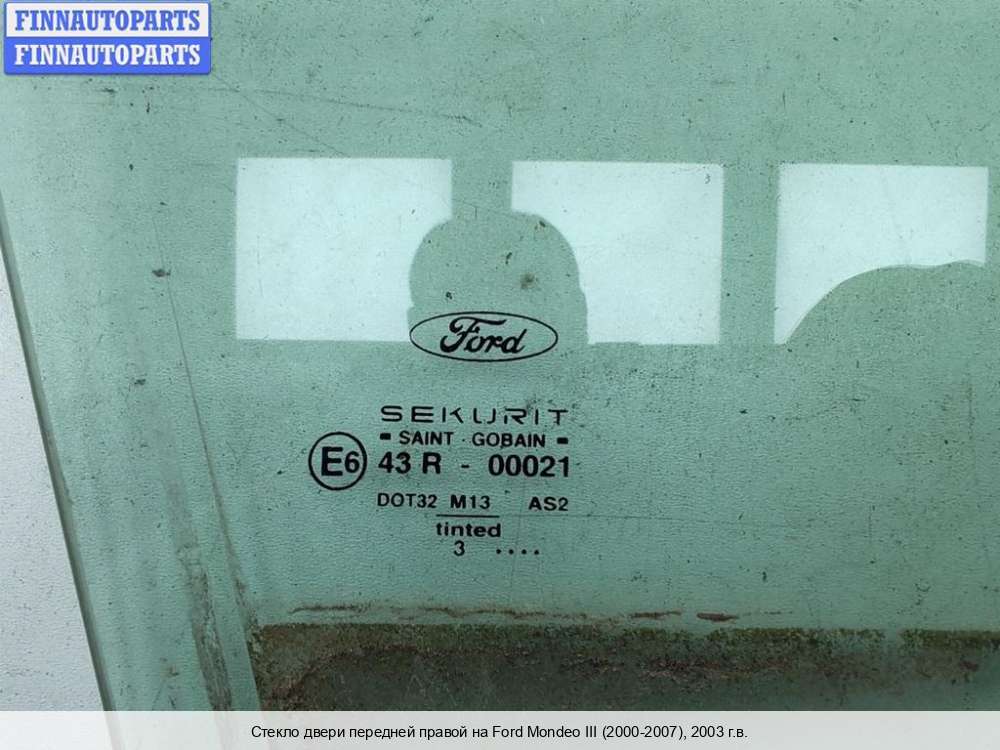 FINNAUTOPARTS
FINNAUTOPARTS
Ford
SEKURIT
SAINT - GOBAIN
E6 43 R - 00021
DOT32 M13 AS2
tinted
3 ....
Стекло двери передней правой на Ford Mondeo III (2000-2007), 2003 г.в.